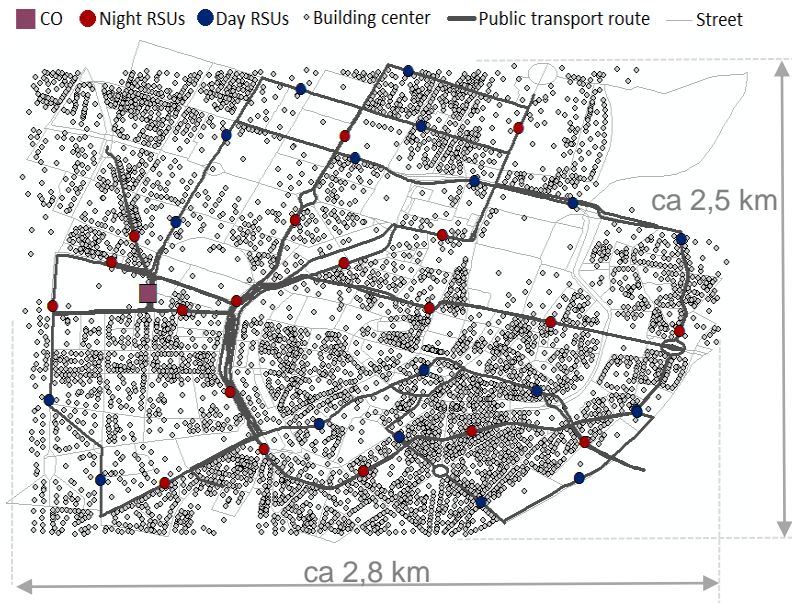 CO Night RSUs Day RSUs Building center Public transport route Street
ca 2,5 km
ca 2,8 km